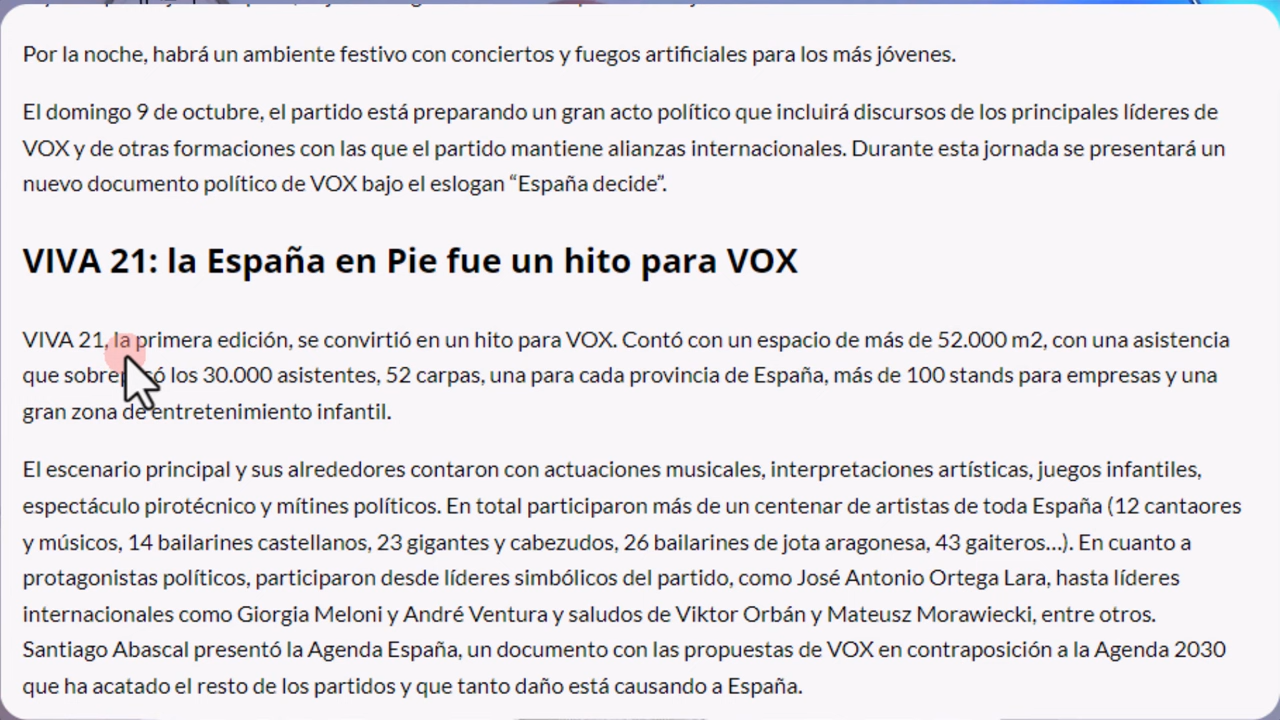 Por la noche, habrá un ambiente festivo con conciertos y fuegos artificiales para los más jóvenes.
El domingo 9 de octubre, el partido está preparando un gran acto político que incluirá discursos de los principales líderes de
VOX y de otras formaciones con las que el partido mantiene alianzas internacionales. Durante esta jornada se presentará un
nuevo documento político de VOX bajo el eslogan “España decide”.
VIVA 21: la España en Pie fue un hito para VOX
VIVA 21, la primera edición, se convirtió en un hito para VOX. Contó con un espacio de más de 52.000 m2, con una asistencia
que los 30.000 asistentes, 52 carpas, una para cada provincia de España, más de 100 stands para empresas y una
gran zona de entretenimiento infantil.
El escenario principal y sus alrededores contaron con actuaciones musicales, interpretaciones artísticas, juegos infantiles,
espectáculo pirotécnico y mítines políticos. En total participaron más de un centenar de artistas de toda España (12 cantaores
y músicos, 14 bailarines castellanos, 23 gigantes y cabezudos, 26 bailarines de jota aragonesa, 43 gaiteros…). En cuanto a
protagonistas políticos, participaron desde líderes simbólicos del partido, como José Antonio Ortega Lara, hasta líderes
internacionales como Giorgia Meloni y André Ventura y saludos de Viktor Orbán y Mateusz Morawiecki, entre otros.
Santiago Abascal presentó la Agenda España, un documento con las propuestas de VOX en contraposición a la Agenda 2030
que ha acatado el resto de los partidos y que tanto daño está causando a España.